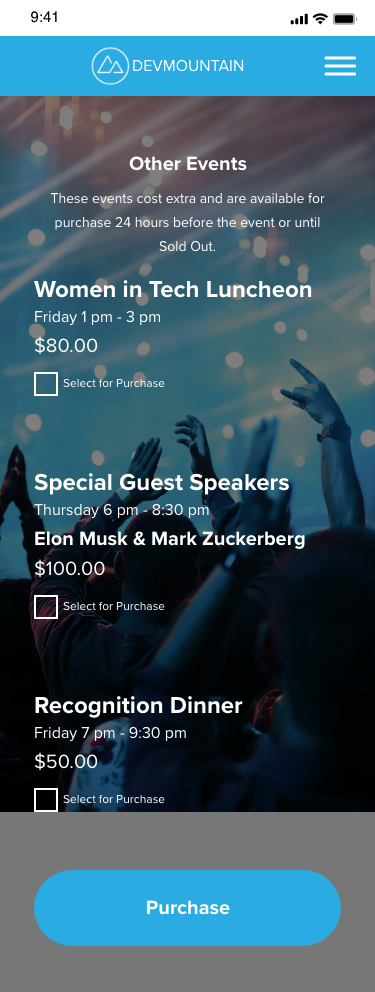 9:41
DEVMOUNTAIN
Other Events
These events cost extra and are available for
purchase 24 hours before the event or until
Sold Out.
Women in Tech Luncheon
Friday 1 pm - 3 pm
$80.00
Select for Purchase
Special Guest Speakers
Thursday 6 pm - 8:30 pm
Elon Musk & Mark Zuckerberg
$100.00
Select for Purchase
Recognition Dinner
Friday 7 pm - 9:30 pm
$50.00
Select for Purchase
Purchase